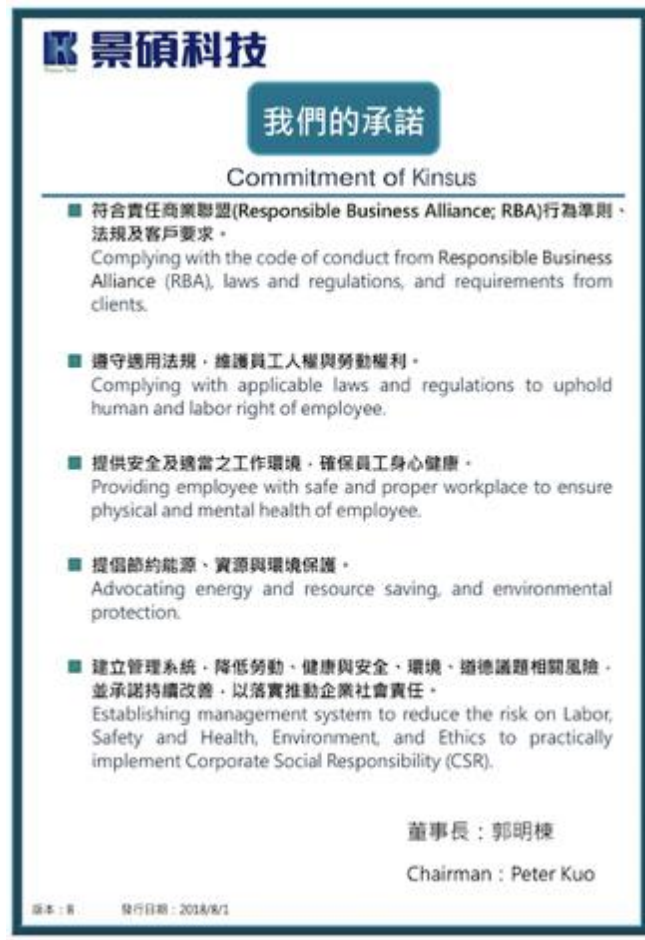 景碩科技
我們的承諾
Commitment of Kinsus
符合責任商業聯盟(Responsible Business Alliance; RBA)行為準則、
法規及客戶要求。
Complying with the code of conduct from Responsible Business
Alliance (RBA), laws and regulations, and requirements from
clients.
遵守適用法規，維護員工人權與勞動權利。
Complying with applicable laws and regulations to uphold
human and labor right of employee.
提供安全及適當之工作環境，確保員工身心健康。
Providing employee with safe and proper workplace to ensure
physical and mental health of employee.
提倡節約能源、資源與環境保護。
Advocating energy and resource saving, and environmental
protection.
建立管理系統，降低勞動、健康與安全、環境、道德議題相關風險，
並承諾持續改善，以落實推動企業社會責任。
Establishing management system to reduce the risk on Labor,
Safety and Health, Environment, and Ethics to practically
implement Corporate Social Responsibility (CSR).
董事長：郭明棟
Chairman：Peter Kuo
版本：B 發行日期：2018/8/1